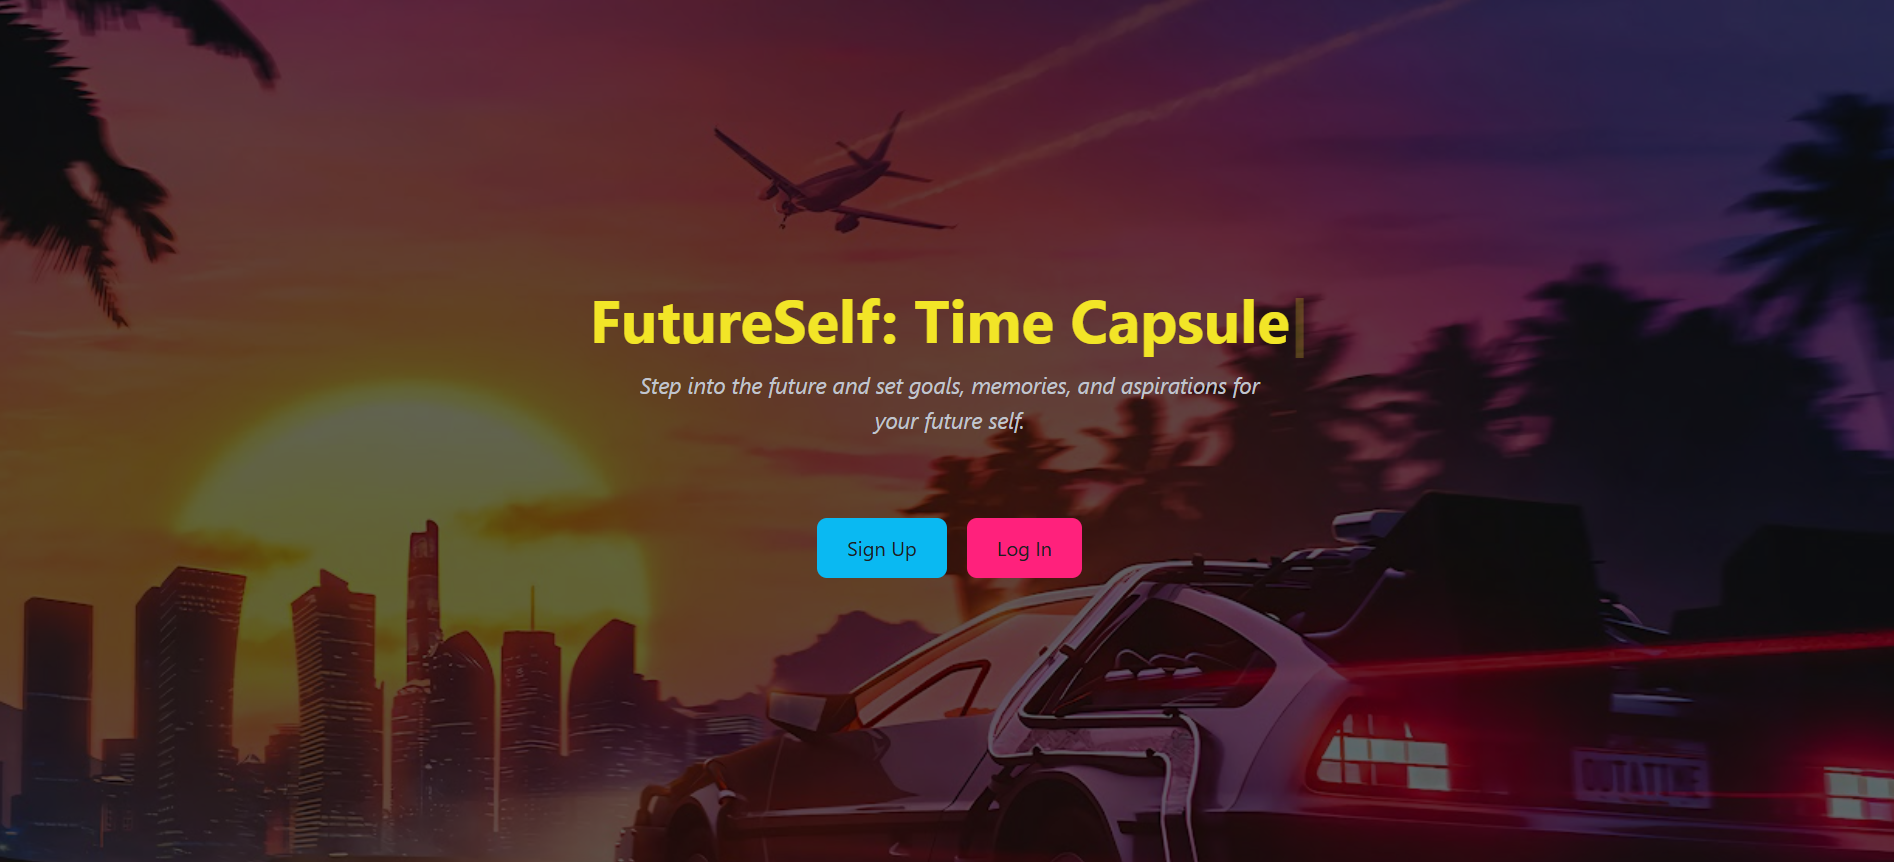 FutureSelf: Time Capsule
Step into the future and set goals, memories, and aspirations for
your future self.
Sign Up
Log In
OUTATIME